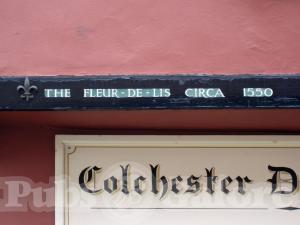 THE FLEUR-DE-LIS CIRCA 1550
Colchester D